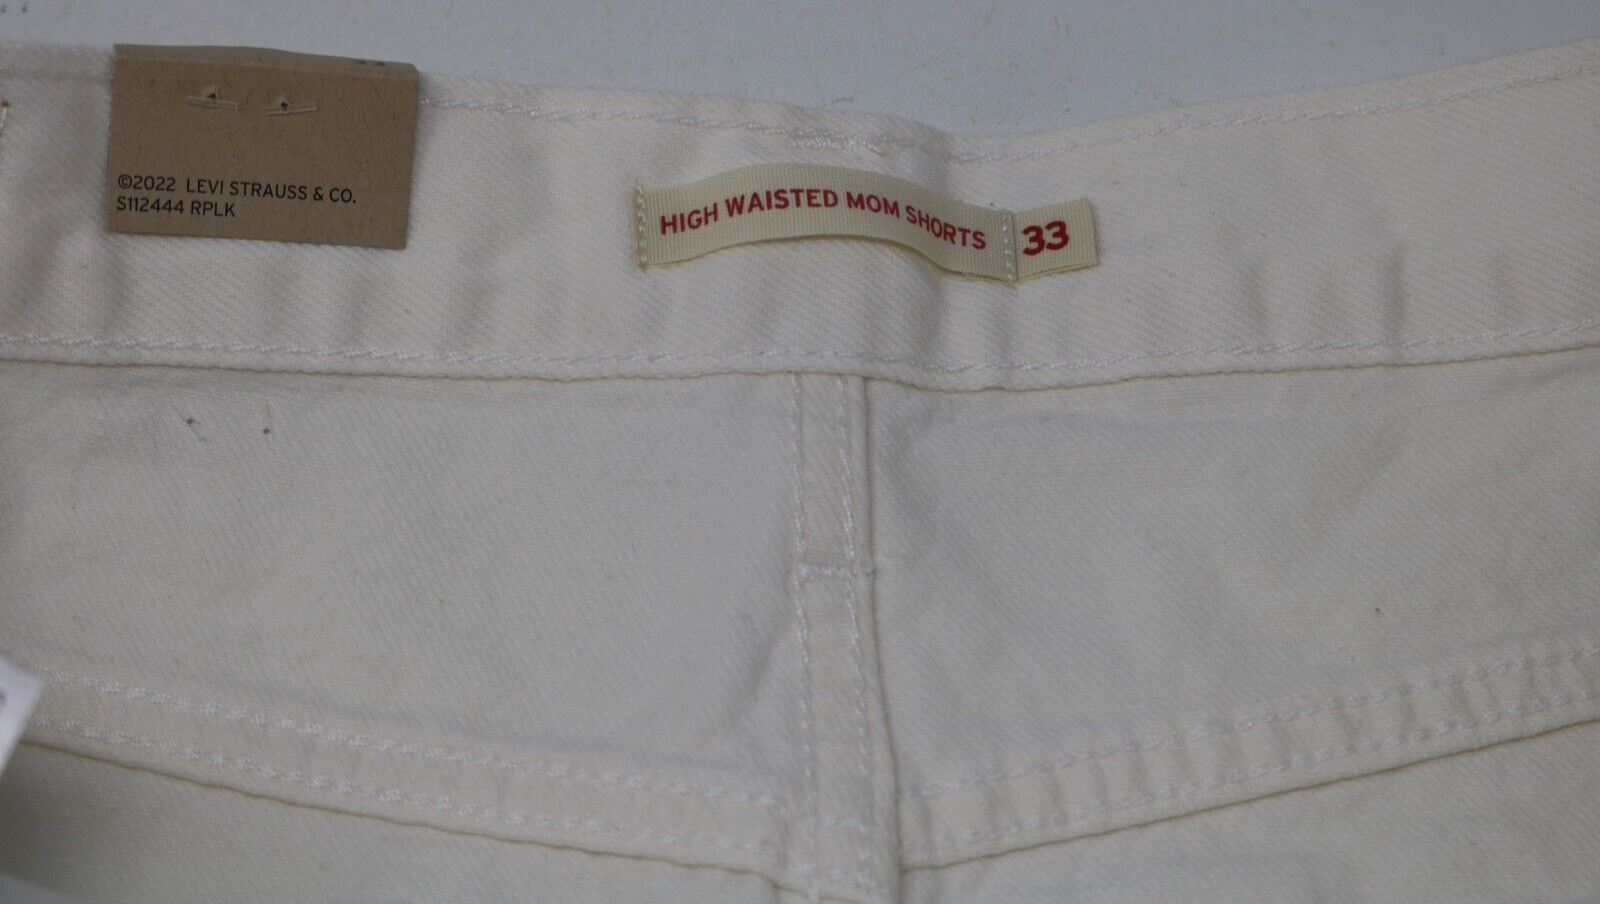 ©2022 LEVI STRAUSS & CO.
S112444 RPLK
HIGH WAISTED MOM SHORTS 33